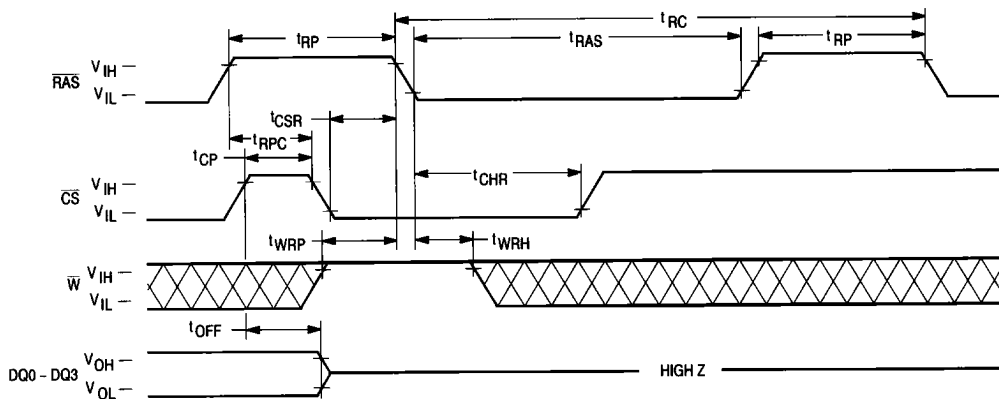 tRC
tRP
tRAS
tRP
RAS
VIH
VIL
tCSR
tRPC
tCP
tCHR
CS
VIH
VIL
tWRP
tWRH
W
VIH
VIL
tOFF
DQ0 – DQ3
VOH
VOL
HIGH Z